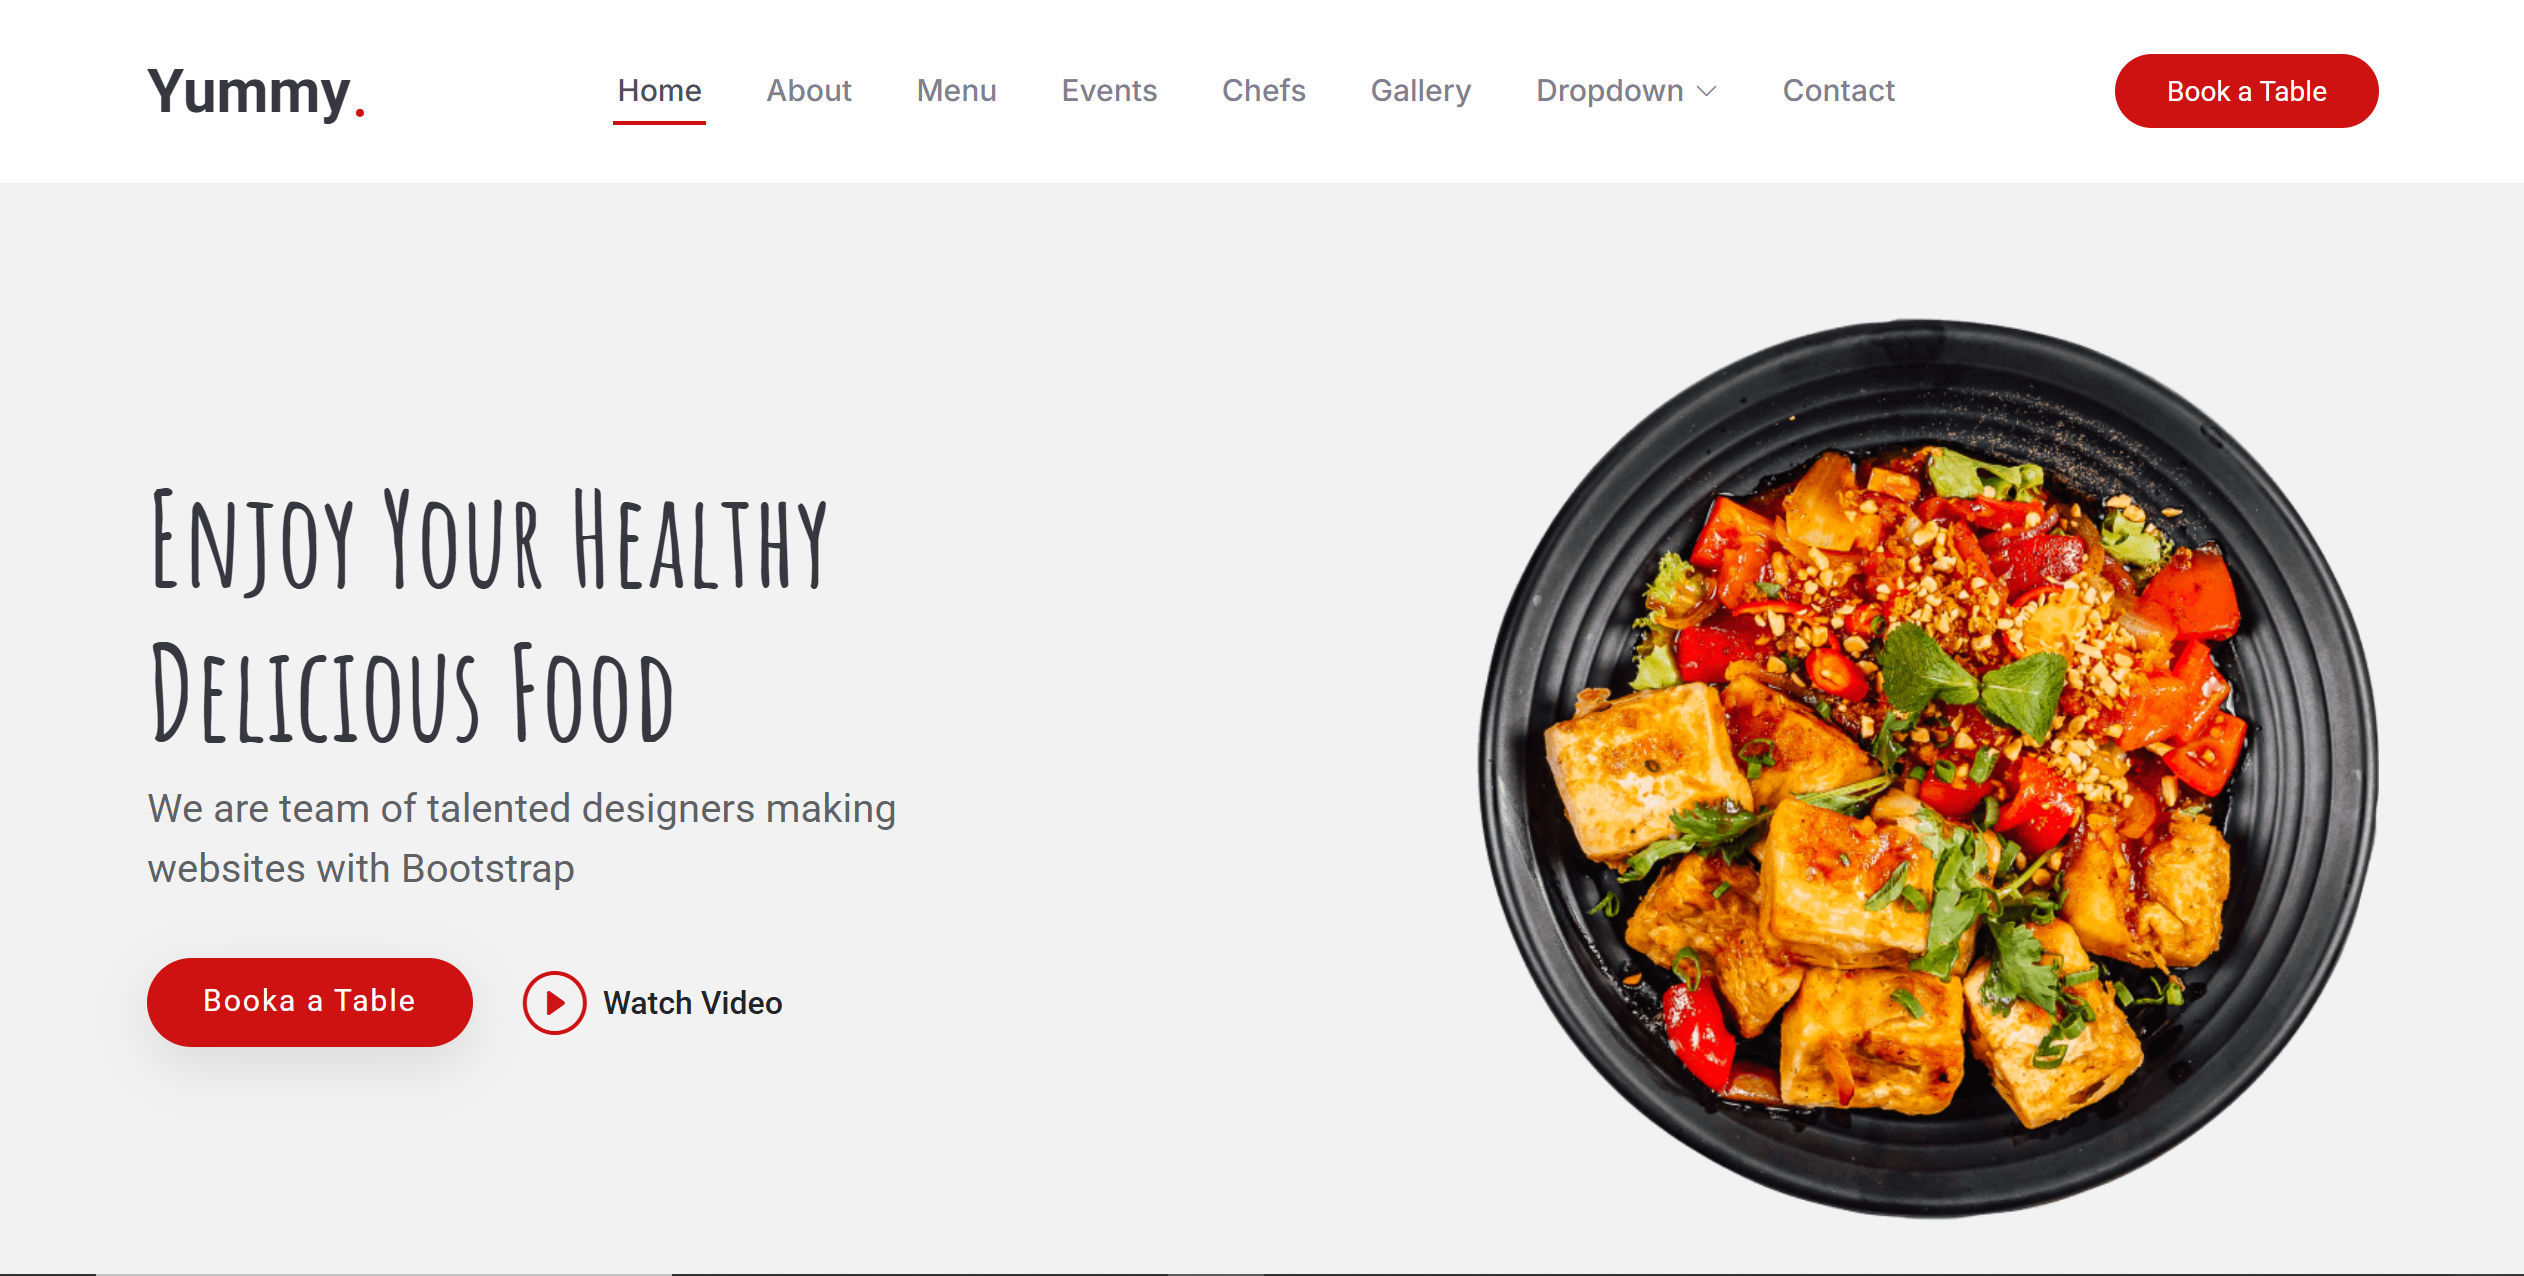 Yummy.
Home About Menu Events Chefs Gallery Dropdown Contact
Book a Table
Enjoy Your Healthy
Delicious Food
We are team of talented designers making
websites with Bootstrap
Booka a Table
Watch Video